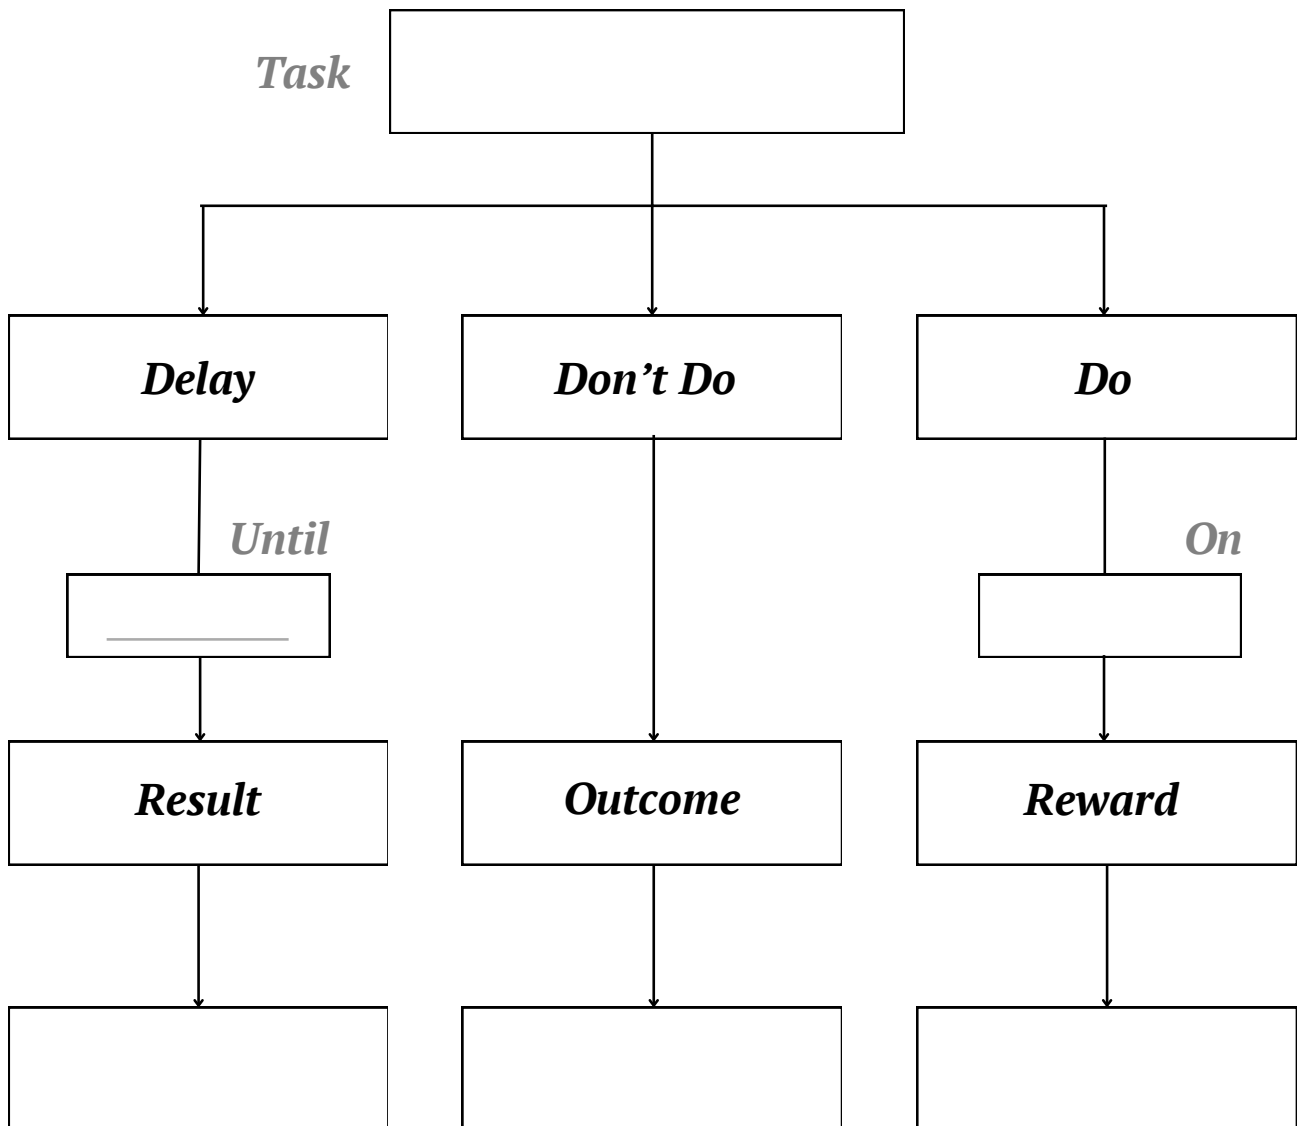 Task
Delay
Don’t Do
Do
Until
On
Result
Outcome
Reward